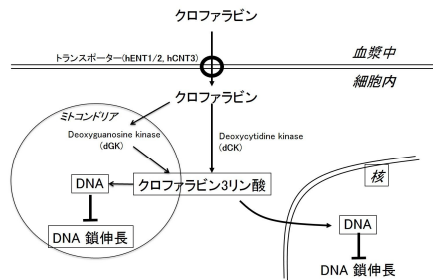 クロファラビン
トランスポーター(hENT1/2, hCNT3)
血漿中
細胞内
クロファラビン
ミトコンドリア
Deoxyguanosine kinase
(dGK)
Deoxycytidine kinase
(dCK)
DNA
クロファラビン3リン酸
核
DNA
DNA 鎖伸長
DNA 鎖伸長